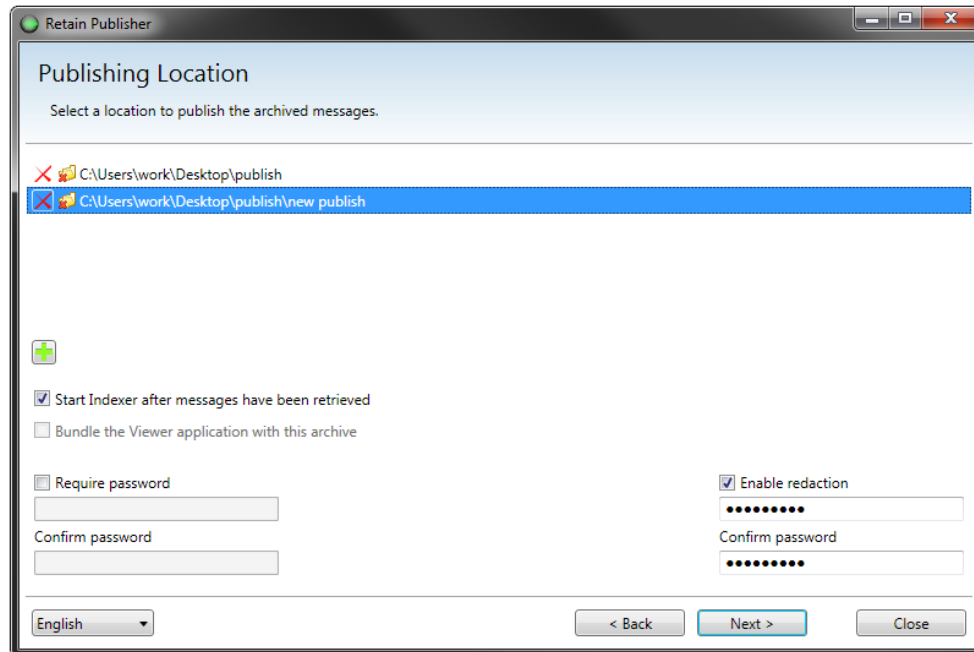 Retain Publisher
Publishing Location
Select a location to publish the archived messages.
C:\Users\work\Desktop\publish
C:\Users\work\Desktop\publish\new publish
Start Indexer after messages have been retrieved
Bundle the Viewer application with this archive
Require password
Enable redaction
•••••••••
Confirm password
Confirm password
•••••••••
English
< Back
Next >
Close